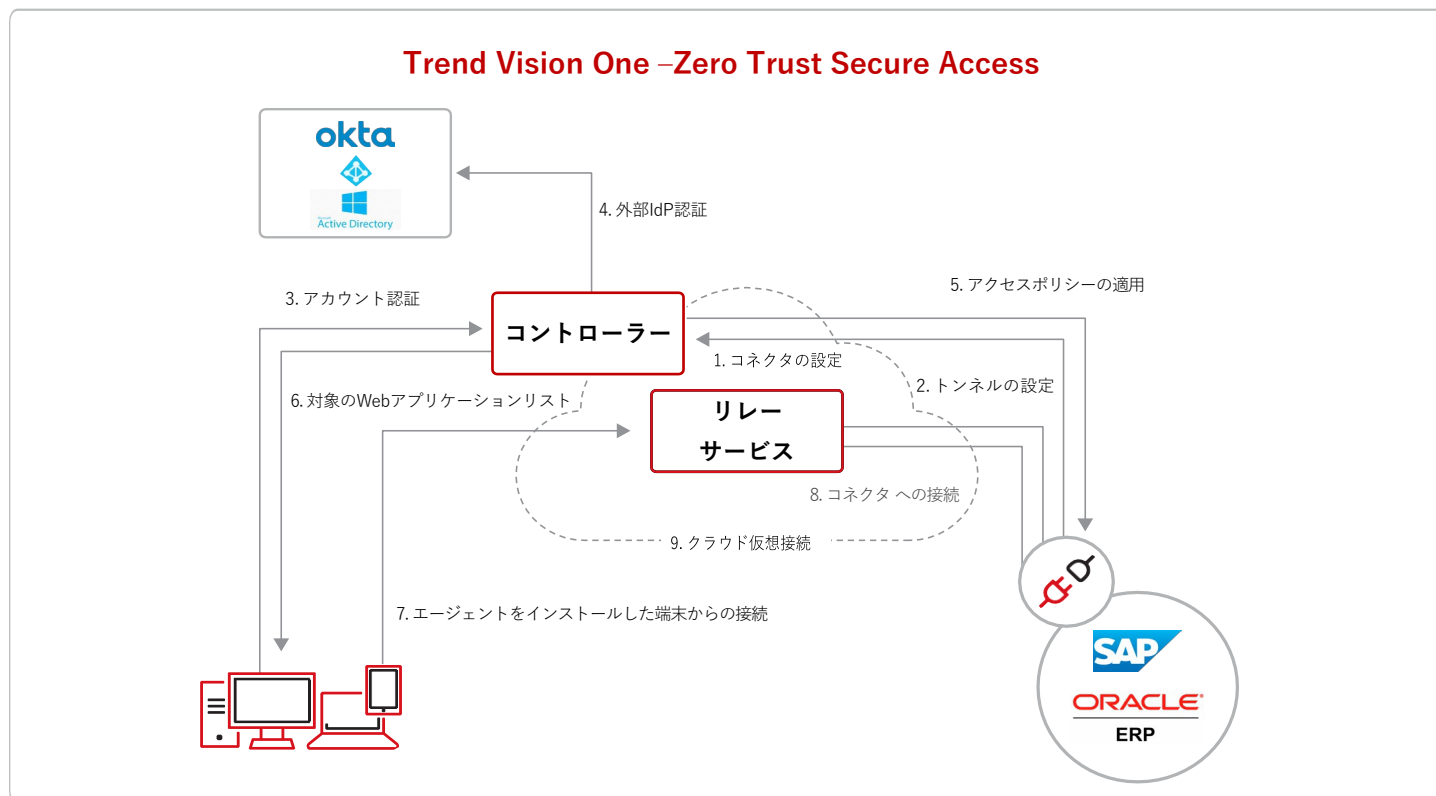 Trend Vision One –Zero Trust Secure Access
okta
Microsoft
Active Directory
4. 外部IdP認証
3. アカウント認証
5. アクセスポリシーの適用
コントローラー
1. コネクタの設定
2. トンネルの設定
6. 対象のWebアプリケーションリスト
リレー
サービス
8. コネクタ への接続
9. クラウド仮想接続
7. エージェントをインストールした端末からの接続
SAP
ORACLE
ERP